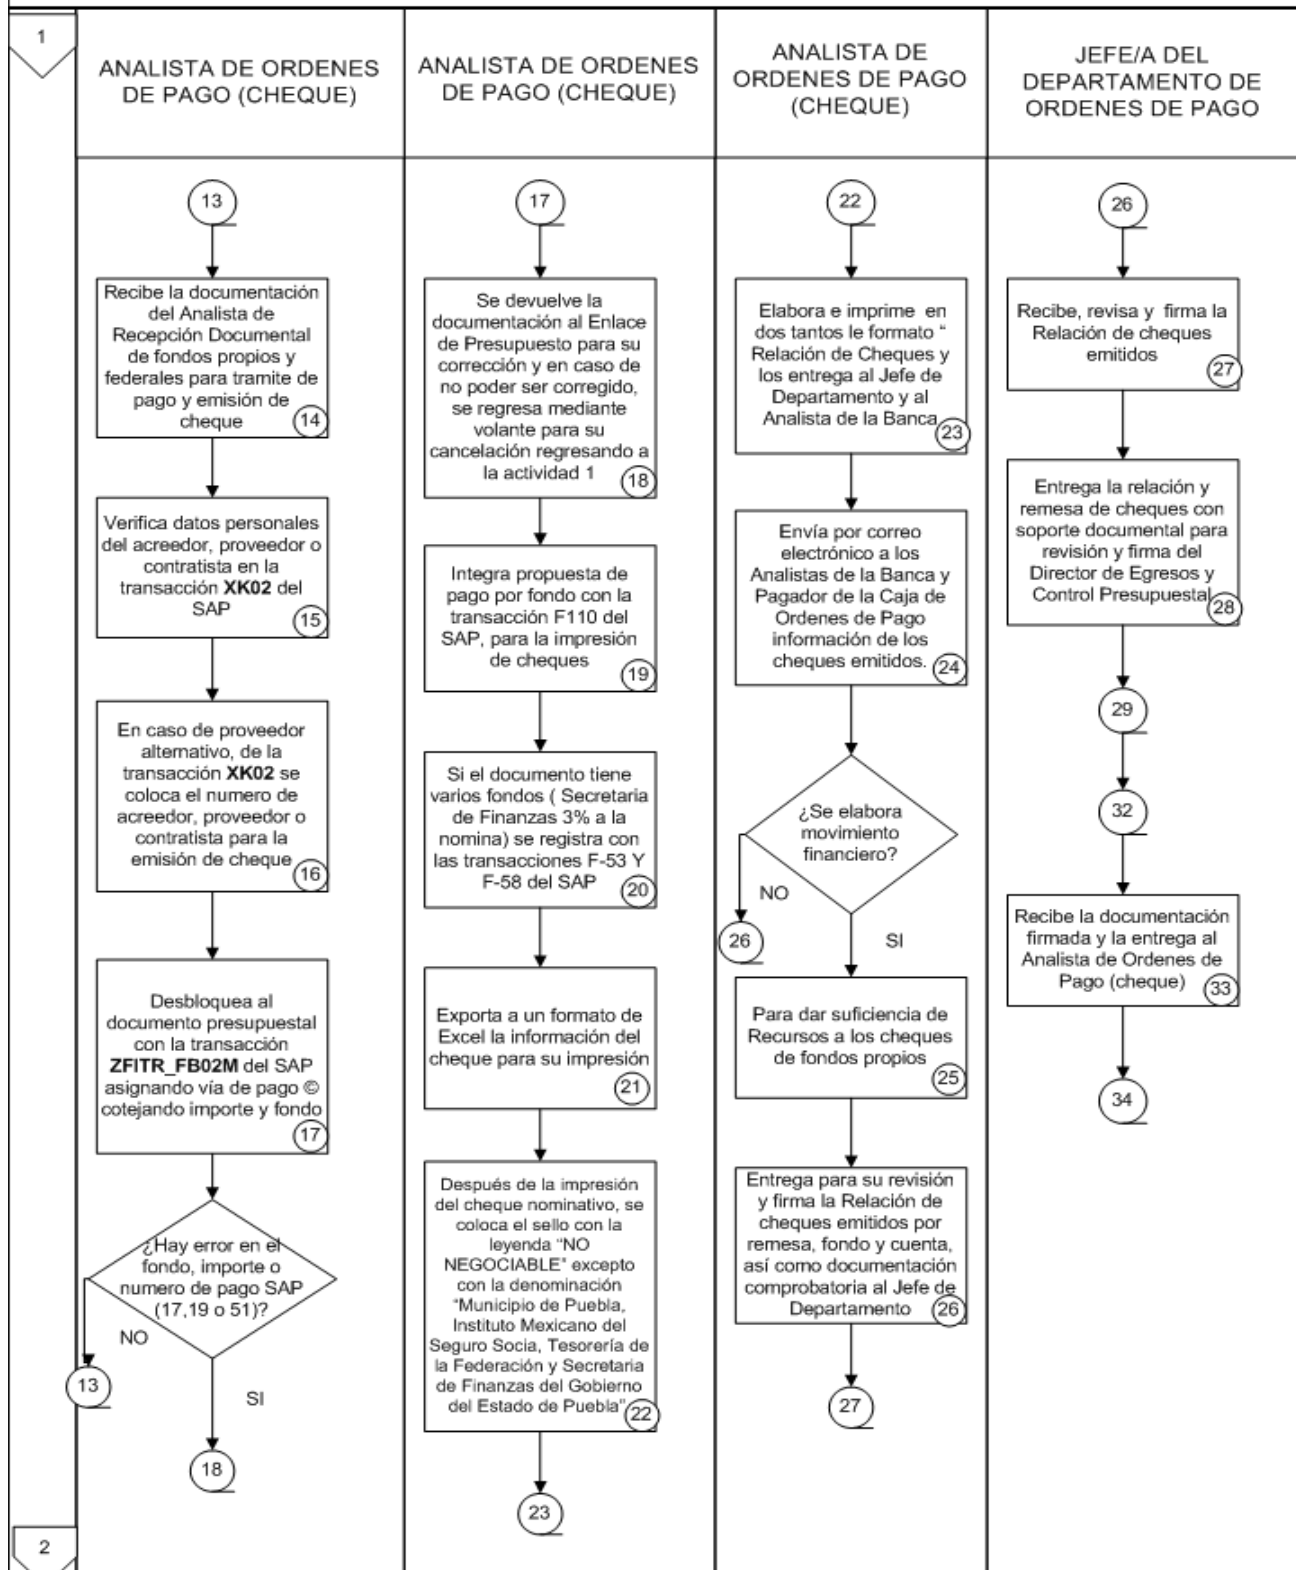 1
ANALISTA DE ORDENES
DE PAGO (CHEQUE)
ANALISTA DE ORDENES
DE PAGO (CHEQUE)
ANALISTA DE
ORDENES DE PAGO
(CHEQUE)
JEFE/A DEL
DEPARTAMENTO DE
ORDENES DE PAGO
13
Recibe la documentación
del Analista de
Recepción Documental
de fondos propios y
federales para tramite de
pago y emisión de
cheque
14
Verifica datos personales
del acreedor, proveedor o
contratista en la
transacción XK02 del
SAP
15
En caso de proveedor
alternativo, de la
transacción XK02 se
coloca el numero de
acreedor, proveedor o
contratista para la
emisión de cheque
16
Desbloquea al
documento presupuestal
con la transacción
ZFITR_FB02M del SAP
asignando vía de pago ©
cotejando importe y fondo
17
¿Hay error en el
fondo, importe o
numero de pago SAP
(17,19 o 51)?
NO
13
SI
18
17
Se devuelve la
documentación al Enlace
de Presupuesto para su
corrección y en caso de
no poder ser corregido,
se regresa mediante
volante para su
cancelación regresando a
la actividad 1
18
Integra propuesta de
pago por fondo con la
transacción F110 del
SAP, para la impresión
de cheques
19
Si el documento tiene
varios fondos ( Secretaria
de Finanzas 3% a la
nomina) se registra con
las transacciones F-53 Y
F-58 del SAP
20
Exporta a un formato de
Excel la información del
cheque para su impresión
21
Después de la impresión
del cheque nominativo, se
coloca el sello con la
leyenda “NO
NEGOCIABLE” excepto
con la denominación
“Municipio de Puebla,
Instituto Mexicano del
Seguro Socia, Tesorería de
la Federación y Secretaria
de Finanzas del Gobierno
del Estado de Puebla”
22
23
22
Elabora e imprime en
dos tantos le formato “
Relación de Cheques y
los entrega al Jefe de
Departamento y al
Analista de la Banca
23
Envía por correo
electrónico a los
Analistas de la Banca y
Pagador de la Caja de
Ordenes de Pago
información de los
cheques emitidos.
24
¿Se elabora
movimiento
financiero?
NO
26
SI
Para dar suficiencia de
Recursos a los cheques
de fondos propios
25
Entrega para su revisión
y firma la Relación de
cheques emitidos por
remesa, fondo y cuenta,
así como documentación
comprobatoria al Jefe de
Departamento
26
27
26
Recibe, revisa y firma la
Relación de cheques
emitidos
27
Entrega la relación y
remesa de cheques con
soporte documental para
revisión y firma del
Director de Egresos y
Control Presupuestal
28
29
32
Recibe la documentación
firmada y la entrega al
Analista de Ordenes de
Pago (cheque)
33
34
2